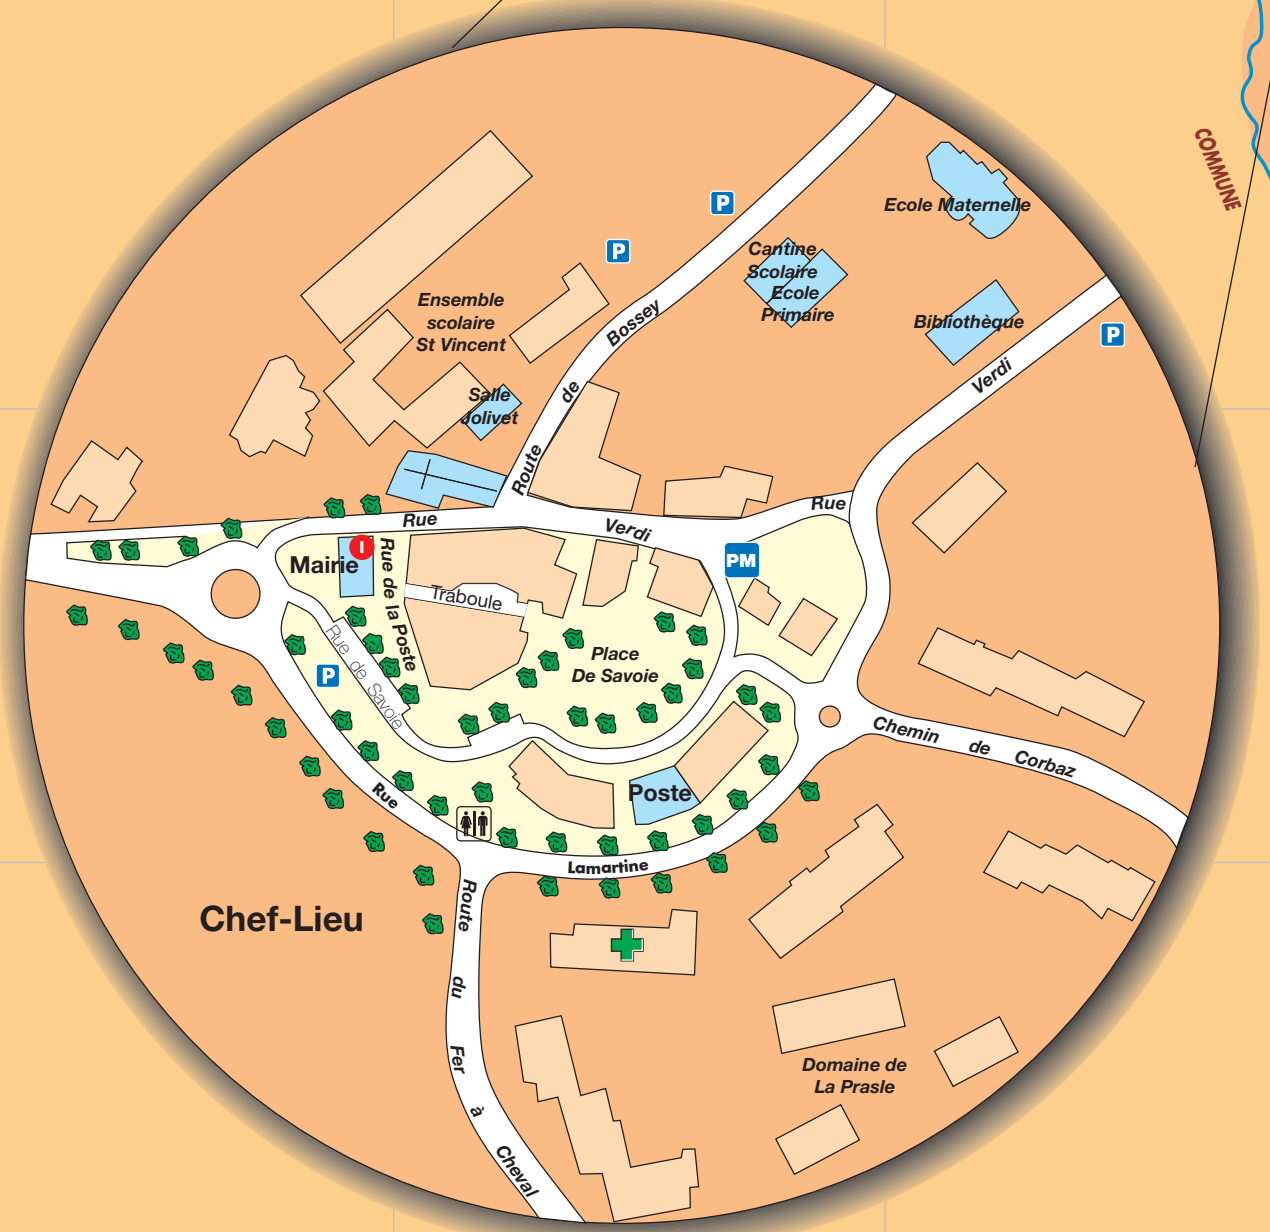 COMMUNE
P
Ecole Maternelle
P
Cantine
Scolaire
Ecole
Primaire
Ensemble
scolaire
St Vincent
Route de Bossey
Bibliothèque
P
Verdi
Salle
Jolivet
Rue Verdi Rue
PM
Mairie
I
Rue de la Poste
Traboule
Rue de Savoie
P
Place
De Savoie
Chemin de Corbaz
Poste
Rue Lamartine
Chef-Lieu
Route du Fer à Cheval
Domaine de
La Prasle